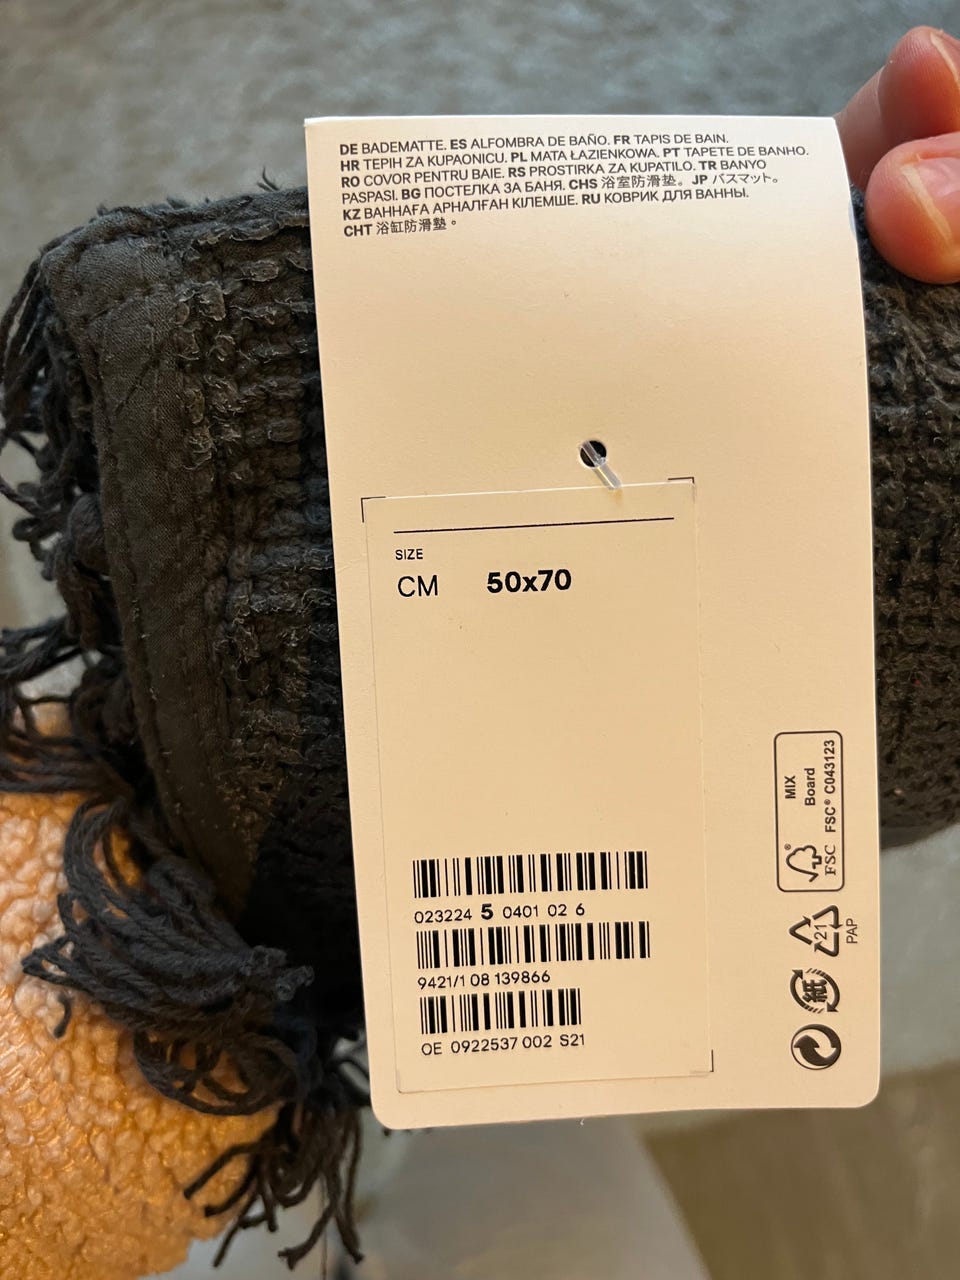 DE BADEMATTE. ES ALFOMBRA DE BAÑO. FR TAPIS DE BAIN.
HR TEPIH ZA KUPAONICU. PL MATA ŁAZIENKOWA. PT TAPETE DE BANHO.
RO COVOR PENTRU BAIE. RS PROSTIRKA ZA KUPATILO. TR BANYO
PASPASI. BG ПОСТЕЛКА ЗА БАНЯ. CHS 浴室防滑垫。JP バスマット。
KZ ВАННАҒА АРНАЛҒАН КІЛЕМШЕ. RU КОВРИК ДЛЯ ВАННЫ.
CHT 浴缸防滑墊。
SIZE
CM 50x70
023224 5 0401 02 6
9421/1 08 139866
OE 0922537 002 S21
MIX
Board
FSC® FSC® C043123
21
PAP
紙